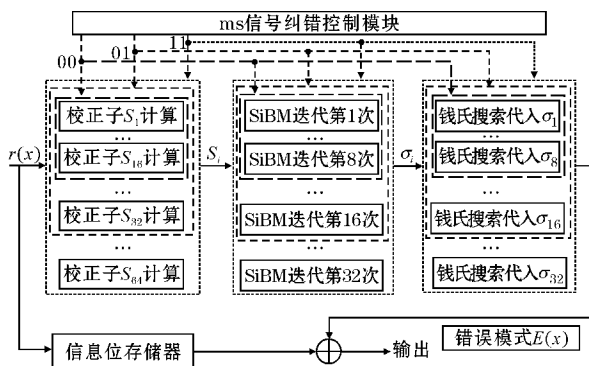 ms信号纠错控制模块
00
01
11
校正子S₁计算
...
校正子S₁₈计算
...
校正子S₃₂计算
...
校正子S₆₄计算
SiBM迭代第1次
...
SiBM迭代第8次
...
SiBM迭代第16次
...
SiBM迭代第32次
钱氏搜索代入σ₁
...
钱氏搜索代入σ₈
...
钱氏搜索代入σ₁₆
...
钱氏搜索代入σ₃₂
r(x)
Sᵢ
σᵢ
信息位存储器
输出
错误模式E(x)